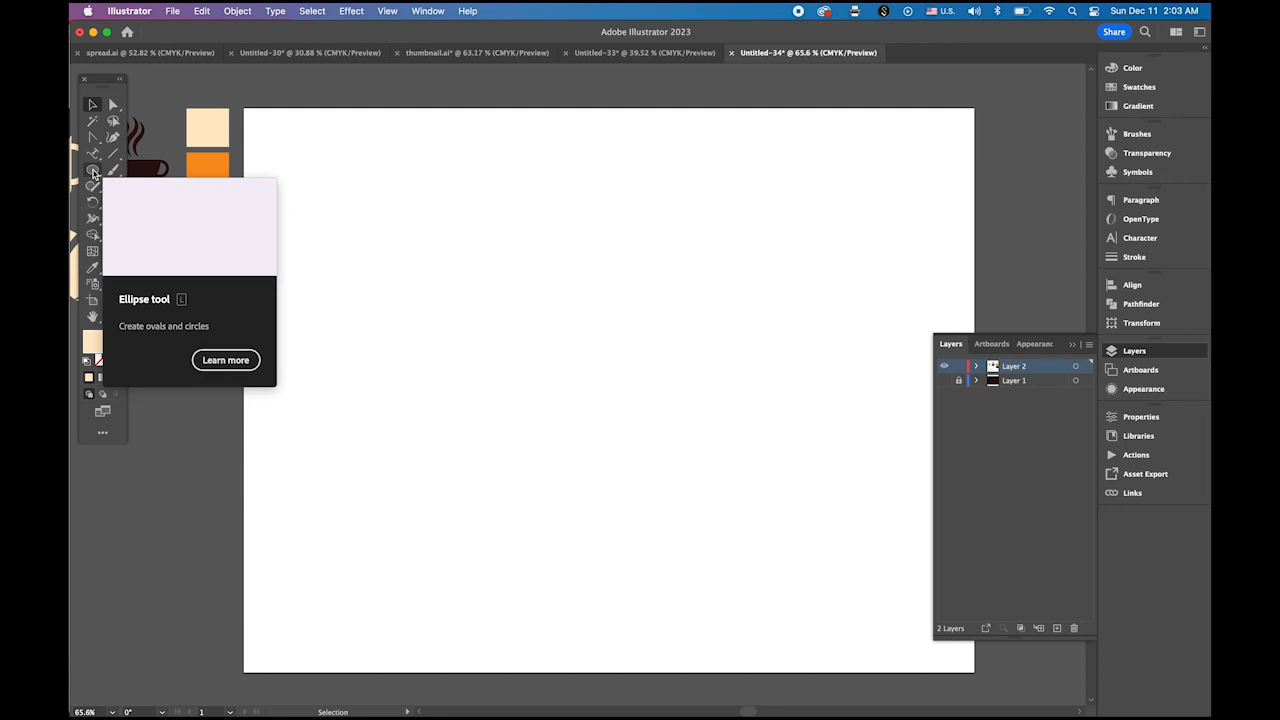 Illustrator File Edit Object Type Select Effect View Window Help U.S. Sun Dec 11 2:03 AM
Adobe Illustrator 2023 Share
spread.ai @ 52.82 % (CMYK/Preview) Untitled-30* @ 30.88 % (CMYK/Preview) thumbnail.ai* @ 63.17 % (CMYK/Preview) Untitled-33* @ 39.52 % (CMYK/Preview) Untitled-34* @ 65.6 % (CMYK/Preview)
Ellipse tool L
Create ovals and circles
Learn more
Color
Swatches
Gradient
Brushes
Transparency
Symbols
Paragraph
OpenType
Character
Stroke
Align
Pathfinder
Transform
Layers
Artboards
Appearance
Properties
Libraries
Actions
Asset Export
Links
Layers Artboards Appearanc
Layer 2
Layer 1
2 Layers
65.6% 0° 1 Selection